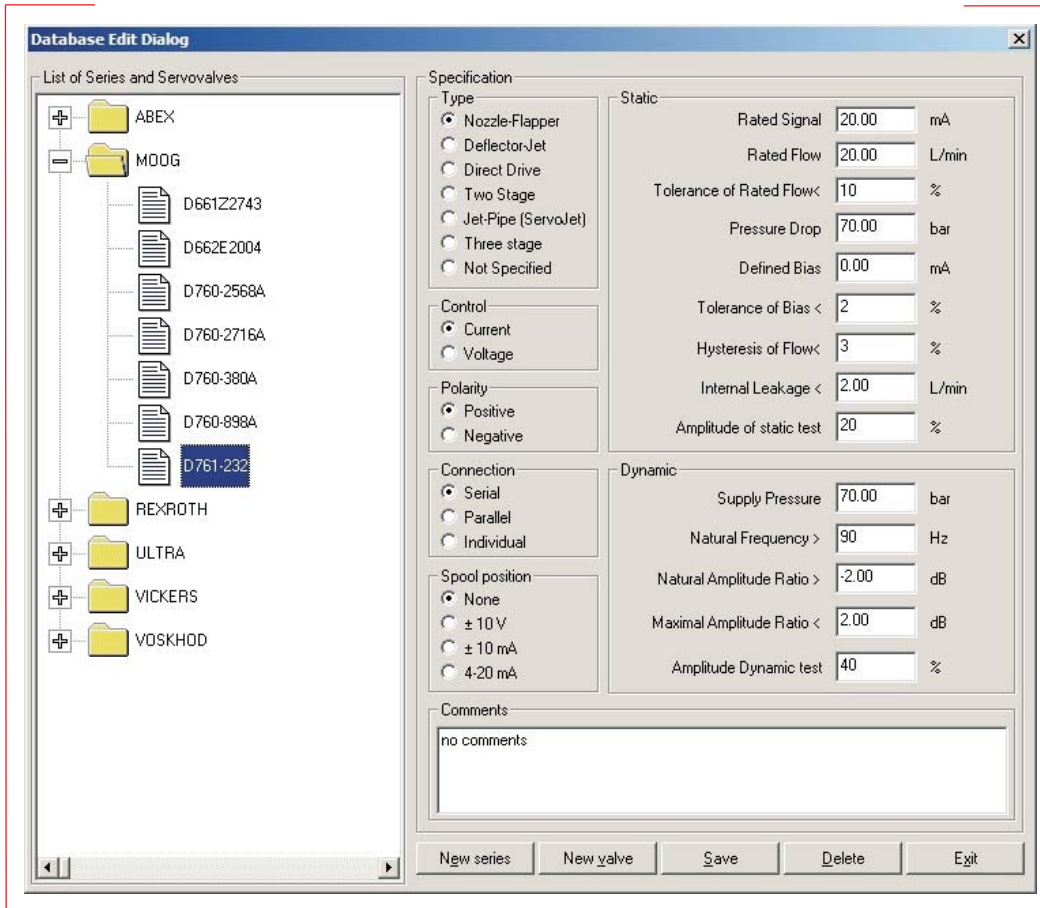 Database Edit Dialog
List of Series and Servovalves
ABEX
MOOG
D661Z2743
D662E2004
D760-2568A
D760-2716A
D760-380A
D760-898A
D761-232
REXROTH
ULTRA
VICKERS
VOSKHOD
Specification
Type
Nozzle-Flapper
Deflector-Jet
Direct Drive
Two Stage
Jet-Pipe (ServoJet)
Three stage
Not Specified
Control
Current
Voltage
Polarity
Positive
Negative
Connection
Serial
Parallel
Individual
Spool position
None
± 10 V
± 10 mA
4-20 mA
Static
Rated Signal 20.00 mA
Rated Flow 20.00 L/min
Tolerance of Rated Flow< 10 %
Pressure Drop 70.00 bar
Defined Bias 0.00 mA
Tolerance of Bias < 2 %
Hysteresis of Flow< 3 %
Internal Leakage < 2.00 L/min
Amplitude of static test 20 %
Dynamic
Supply Pressure 70.00 bar
Natural Frequency > 90 Hz
Natural Amplitude Ratio > -2.00 dB
Maximal Amplitude Ratio < 2.00 dB
Amplitude Dynamic test 40 %
Comments
no comments
New series New valve Save Delete Exit